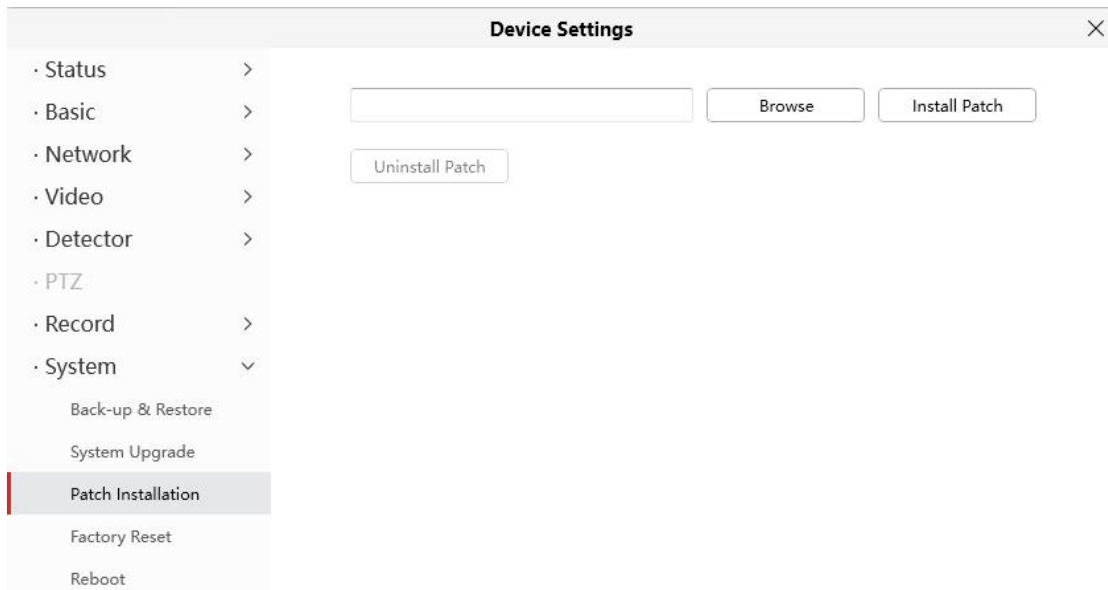 Device Settings
· Status
· Basic
· Network
· Video
· Detector
· PTZ
· Record
· System
Back-up & Restore
System Upgrade
Patch Installation
Factory Reset
Reboot
Browse
Install Patch
Uninstall Patch